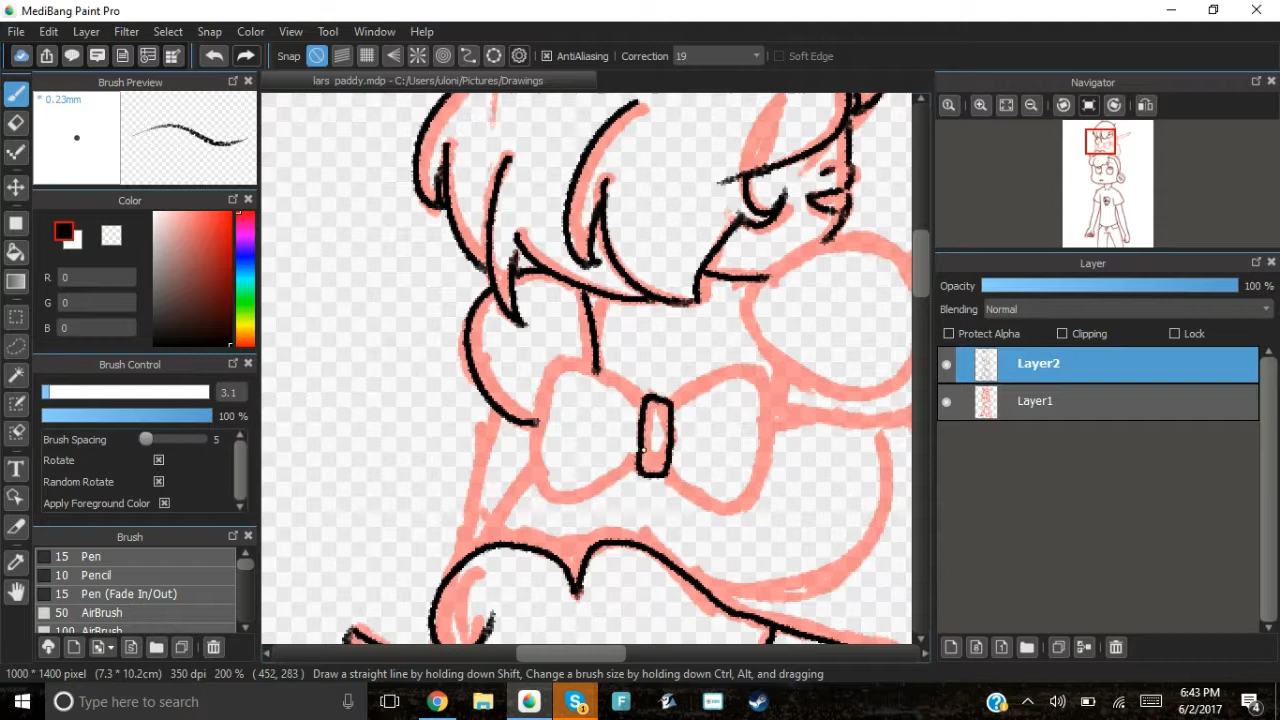 MediBang Paint Pro
File Edit Layer Filter Select Snap Color View Tool Window Help
Snap AntiAliasing Correction 19 Soft Edge
Brush Preview
lars paddy.mdp - C:/Users/uloni/Pictures/Drawings
Navigator
* 0.23mm
Color
R 0
G 0
B 0
Layer
Opacity 100 %
Blending Normal
Protect Alpha Clipping Lock
Layer2
Layer1
Brush Control
3.1
100 %
Brush Spacing 5
Rotate
Random Rotate
Apply Foreground Color
Brush
15 Pen
10 Pencil
15 Pen (Fade In/Out)
50 AirBrush
100 AirBrush
1000 * 1400 pixel (7.3 * 10.2cm) 350 dpi 200 % ( 452, 283 ) Draw a straight line by holding down Shift, Change a brush size by holding down Ctrl, Alt, and dragging
Type here to search
6:43 PM
6/2/2017